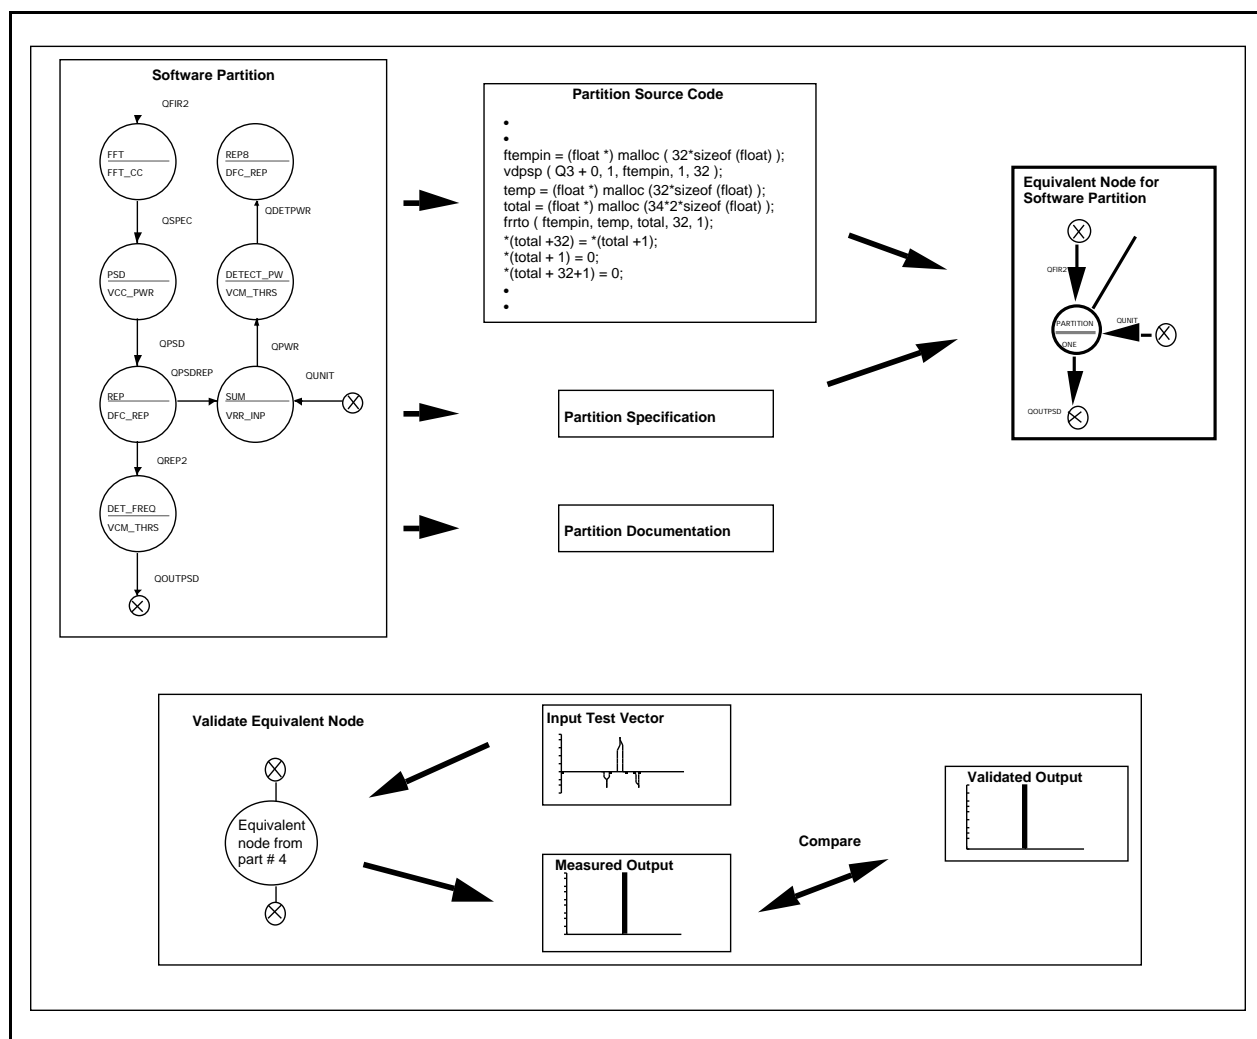 Software Partition
QFIR2
FFT
FFT_CC
REP8
DFC_REP
QSPEC
QDETPWR
PSD
VCC_PWR
DETECT_PW
VCM_THRS
QPSD
QPWR
QPSDREP
QUNIT
REP
DFC_REP
SUM
VRR_INP
QREP2
DET_FREQ
VCM_THRS
QOUTPSD
Partition Source Code
•
•
ftempin = (float *) malloc ( 32*sizeof (float) );
vdpsp ( Q3 + 0, 1, ftempin, 1, 32 );
temp = (float *) malloc (32*sizeof (float) );
total = (float *) malloc (34*2*sizeof (float) );
frrto ( ftempin, temp, total, 32, 1);
*(total +32) = *(total +1);
*(total + 1) = 0;
*(total + 32+1) = 0;
•
•
Partition Specification
Partition Documentation
Equivalent Node for
Software Partition
QFIR2
PARTITION
ONE
QUNIT
QOUTPSD
Validate Equivalent Node
Equivalent
node from
part # 4
Input Test Vector
Measured Output
Compare
Validated Output